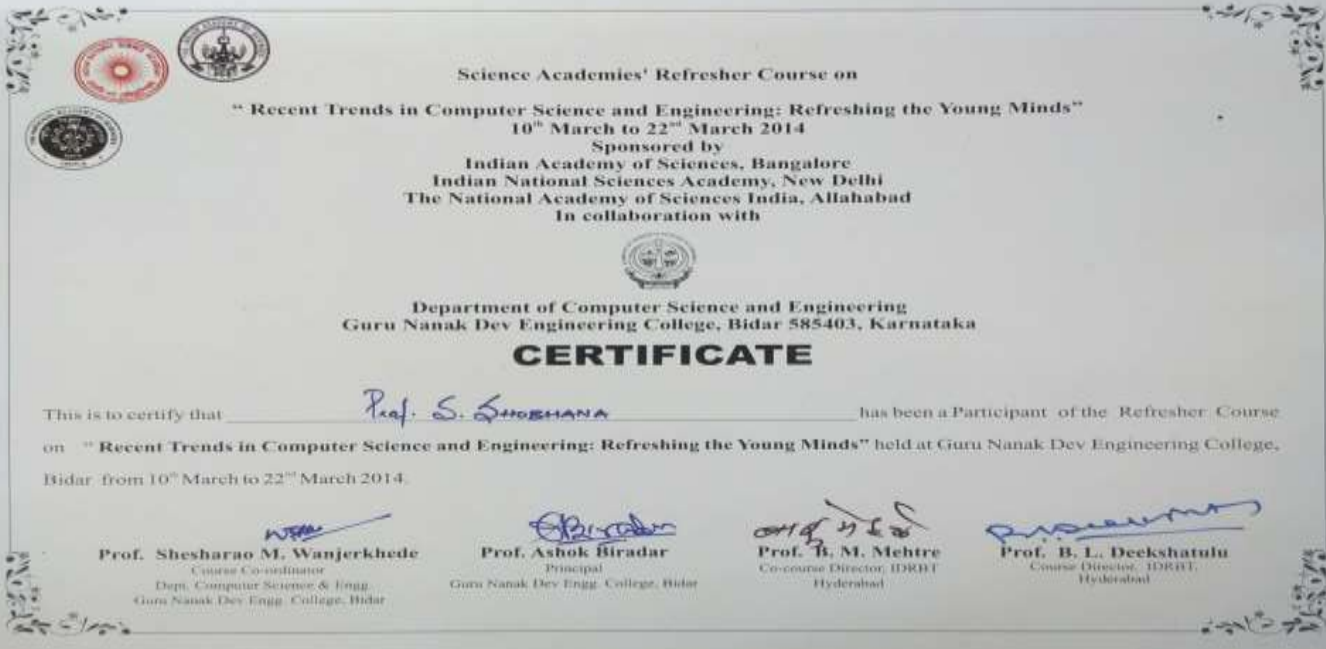 Science Academies' Refresher Course on
“ Recent Trends in Computer Science and Engineering: Refreshing the Young Minds”
10th March to 22nd March 2014
Sponsored by
Indian Academy of Sciences, Bangalore
Indian National Sciences Academy, New Delhi
The National Academy of Sciences India, Allahabad
In collaboration with
Department of Computer Science and Engineering
Guru Nanak Dev Engineering College, Bidar 585403, Karnataka
CERTIFICATE
This is to certify that Prof. S. SHOBHANA has been a Participant of the Refresher Course
on “ Recent Trends in Computer Science and Engineering: Refreshing the Young Minds” held at Guru Nanak Dev Engineering College,
Bidar from 10th March to 22nd March 2014.
Prof. Shesharao M. Wanjerkhede
Course Co-ordinator
Dept. Computer Science & Engg.
Guru Nanak Dev Engg. College, Bidar
Prof. Ashok Biradar
Principal
Guru Nanak Dev Engg. College, Bidar
Prof. B. M. Mehtre
Co-course Director, IDRBT
Hyderabad
Prof. B. L. Deekshatulu
Course Director, IDRBT,
Hyderabad